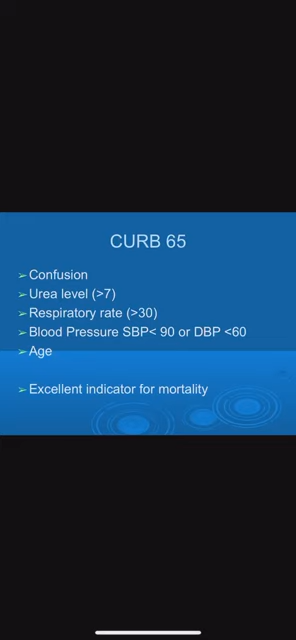 CURB 65
➢Confusion
➢Urea level (>7)
➢Respiratory rate (>30)
➢Blood Pressure SBP< 90 or DBP <60
➢Age
➢Excellent indicator for mortality